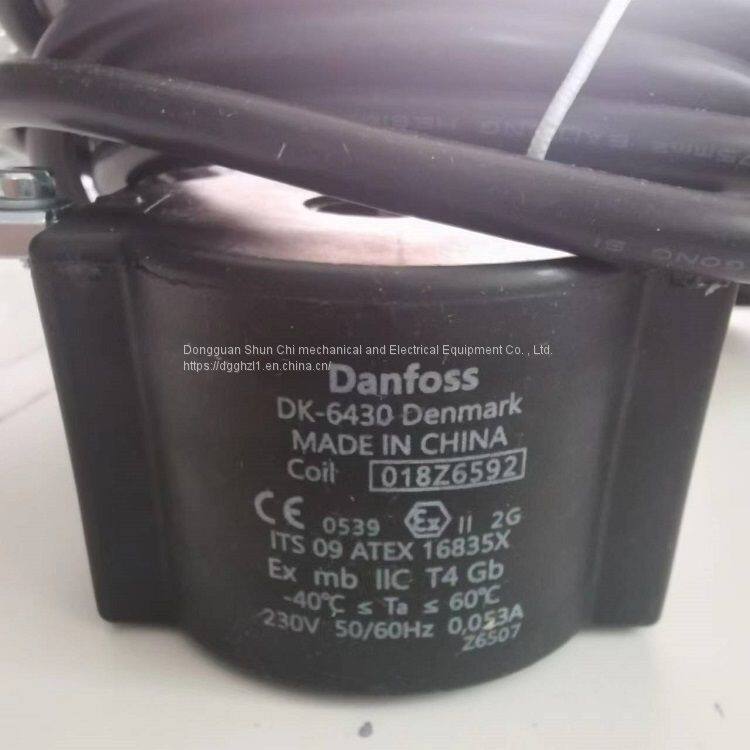 Dongguan Shun Chi mechanical and Electrical Equipment Co. , Ltd.
https://dgghzl1.en.china.cn/
Danfoss
DK-6430 Denmark
MADE IN CHINA
Coil 018Z6592
CE 0539 Ex II 2G
ITS 09 ATEX 16835X
Ex mb IIC T4 Gb
-40℃ ≤ Ta ≤ 60℃
230V 50/60Hz 0,053A
Z6507